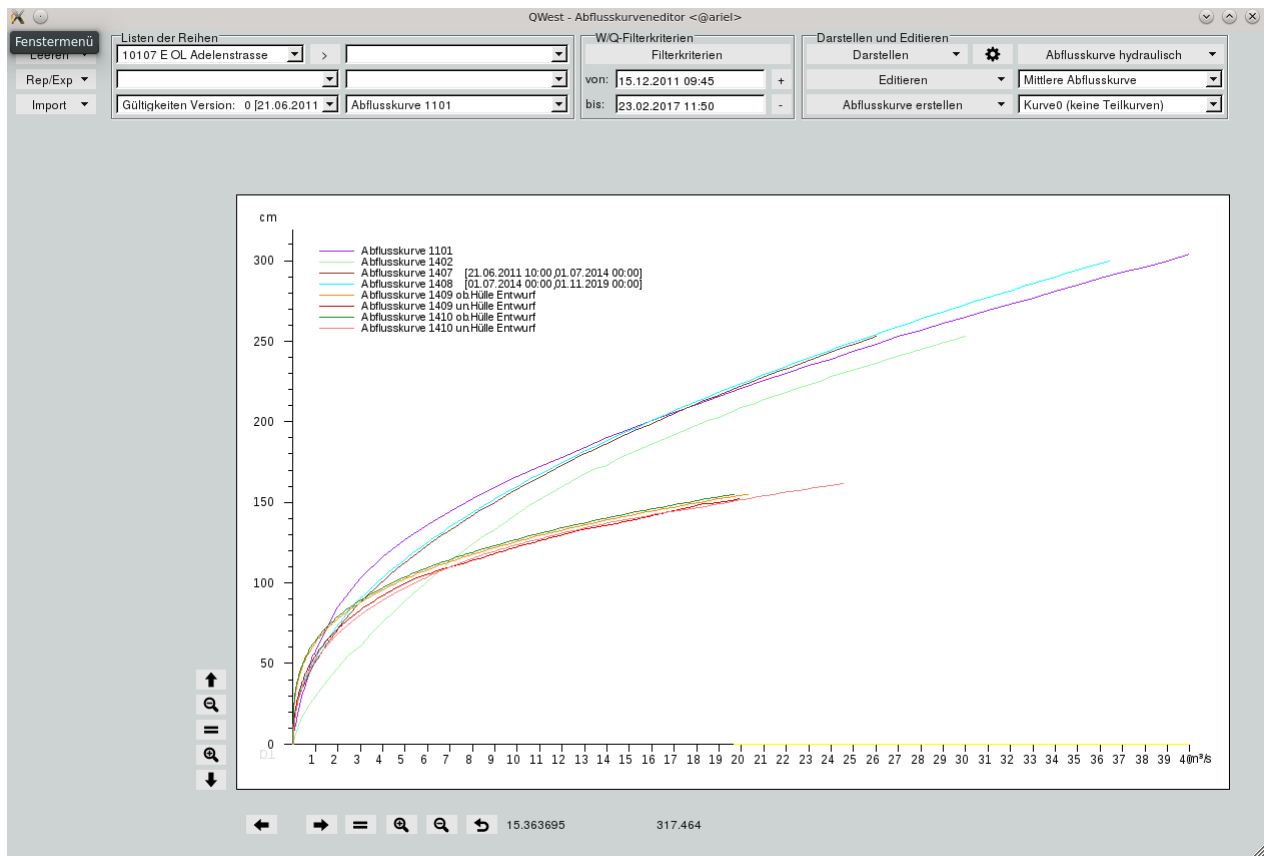 QWest - Abflusskurveneditor <@ariel>
Fenstermenü
Leeren
Rep/Exp
Import
Listen der Reihen
10107 E OL Adelenstrasse
>
Gültigkeiten Version: 0 [21.06.2011
Abflusskurve 1101
W/Q-Filterkriterien
Filterkriterien
von: 15.12.2011 09:45 +
bis: 23.02.2017 11:50 -
Darstellen und Editieren
Darstellen
Abflusskurve hydraulisch
Editieren
Mittlere Abflusskurve
Abflusskurve erstellen
Kurve0 (keine Teilkurven)
cm
Abflusskurve 1101
Abflusskurve 1402
Abflusskurve 1407 [21.06.2011 10:00,01.07.2014 00:00]
Abflusskurve 1408 [01.07.2014 00:00,01.11.2019 00:00]
Abflusskurve 1409 ob.Hülle Entwurf
Abflusskurve 1409 un.Hülle Entwurf
Abflusskurve 1410 ob.Hülle Entwurf
Abflusskurve 1410 un.Hülle Entwurf
300
250
200
150
100
50
0
p1
1 2 3 4 5 6 7 8 9 10 11 12 13 14 15 16 17 18 19 20 21 22 23 24 25 26 27 28 29 30 31 32 33 34 35 36 37 38 39 40 m³/s
15.363695 317.464